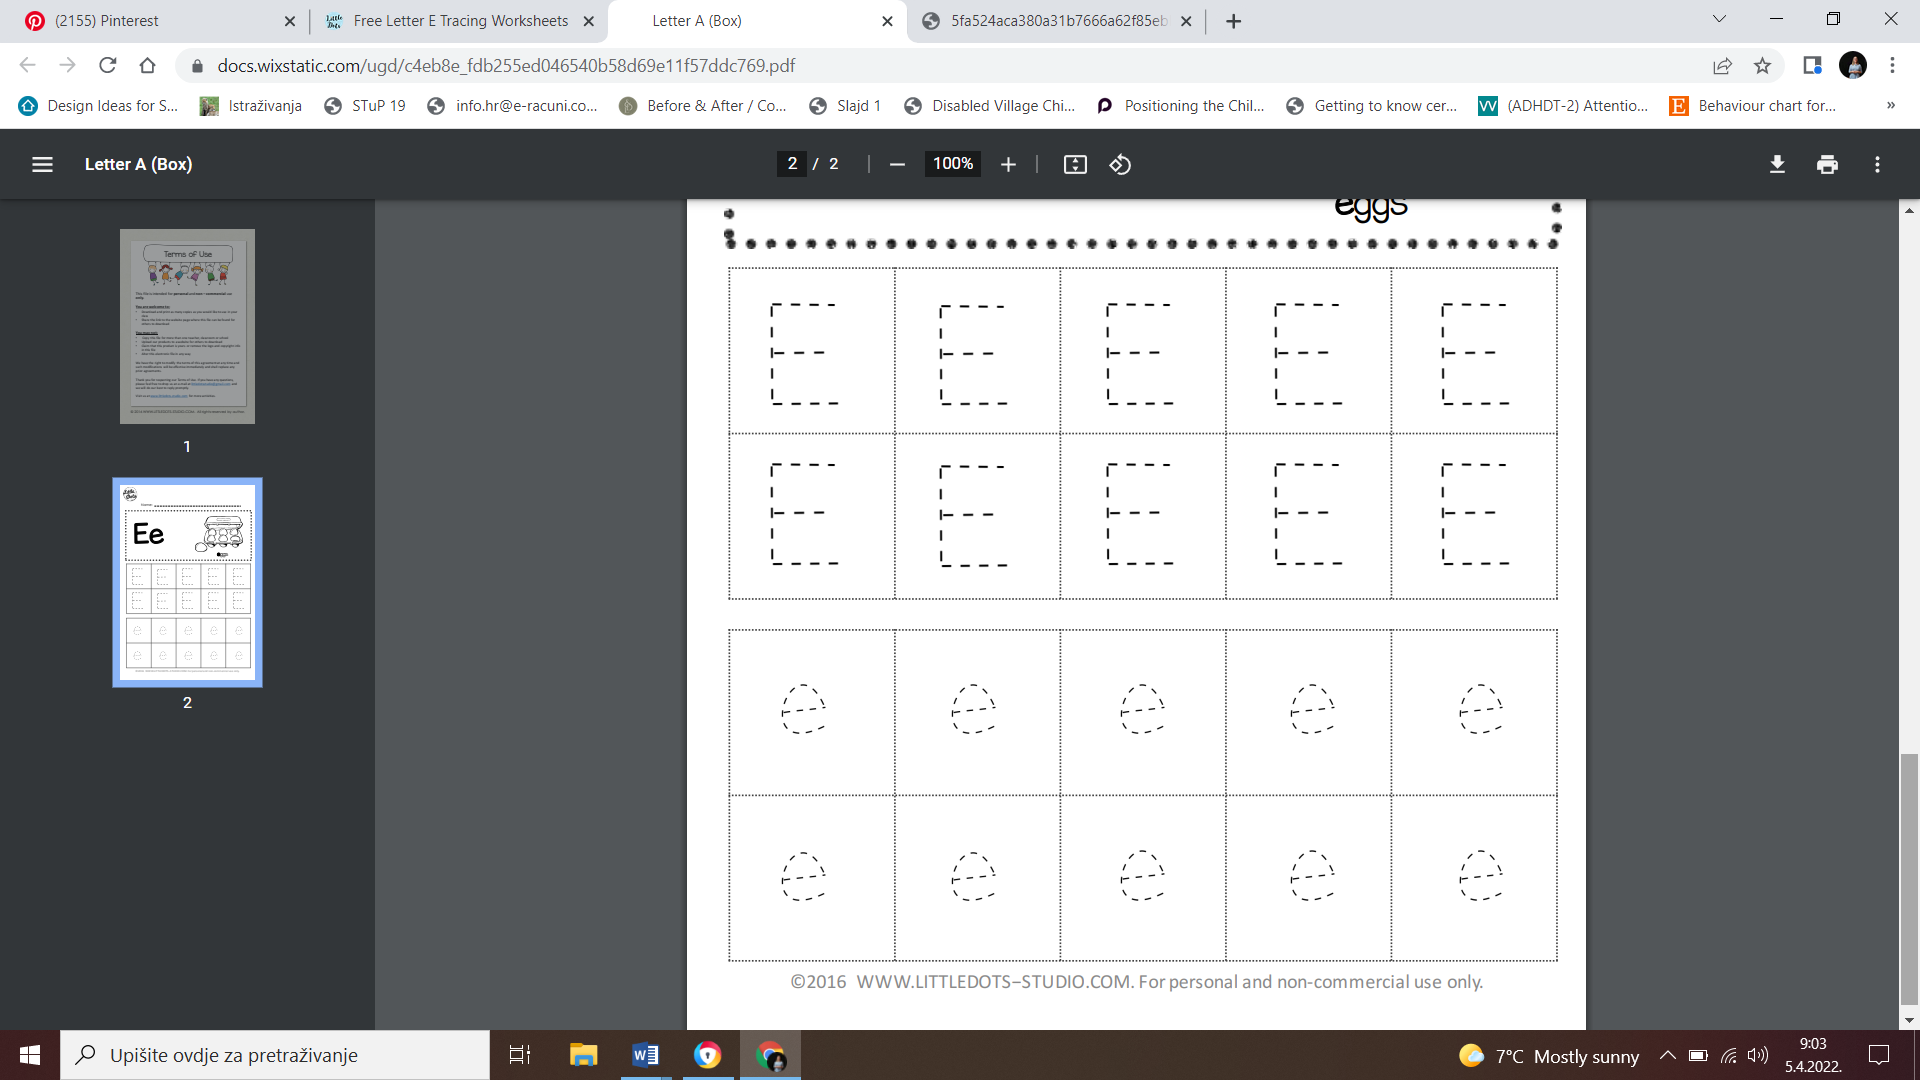 (2155) Pinterest
Free Letter E Tracing Worksheets
Letter A (Box)
5fa524aca380a31b7666a62f85eb
docs.wixstatic.com/ugd/c4eb8e_fdb255ed046540b58d69e11f57ddc769.pdf
Design Ideas for S...
Istraživanja
STuP 19
info.hr@e-racuni.co...
Before & After / Co...
Slajd 1
Disabled Village Chi...
Positioning the Chil...
Getting to know cer...
(ADHDT-2) Attentio...
Behaviour chart for...
»
Letter A (Box)
2 / 2
100%
Terms of Use
1
Ee
E E E E E
E E E E E
e e e e e
e e e e e
2
eggs
E E E E E
E E E E E
e e e e e
e e e e e
©2016 WWW.LITTLEDOTS-STUDIO.COM. For personal and non-commercial use only.
Upišite ovdje za pretraživanje
7°C Mostly sunny
9:03
5.4.2022.